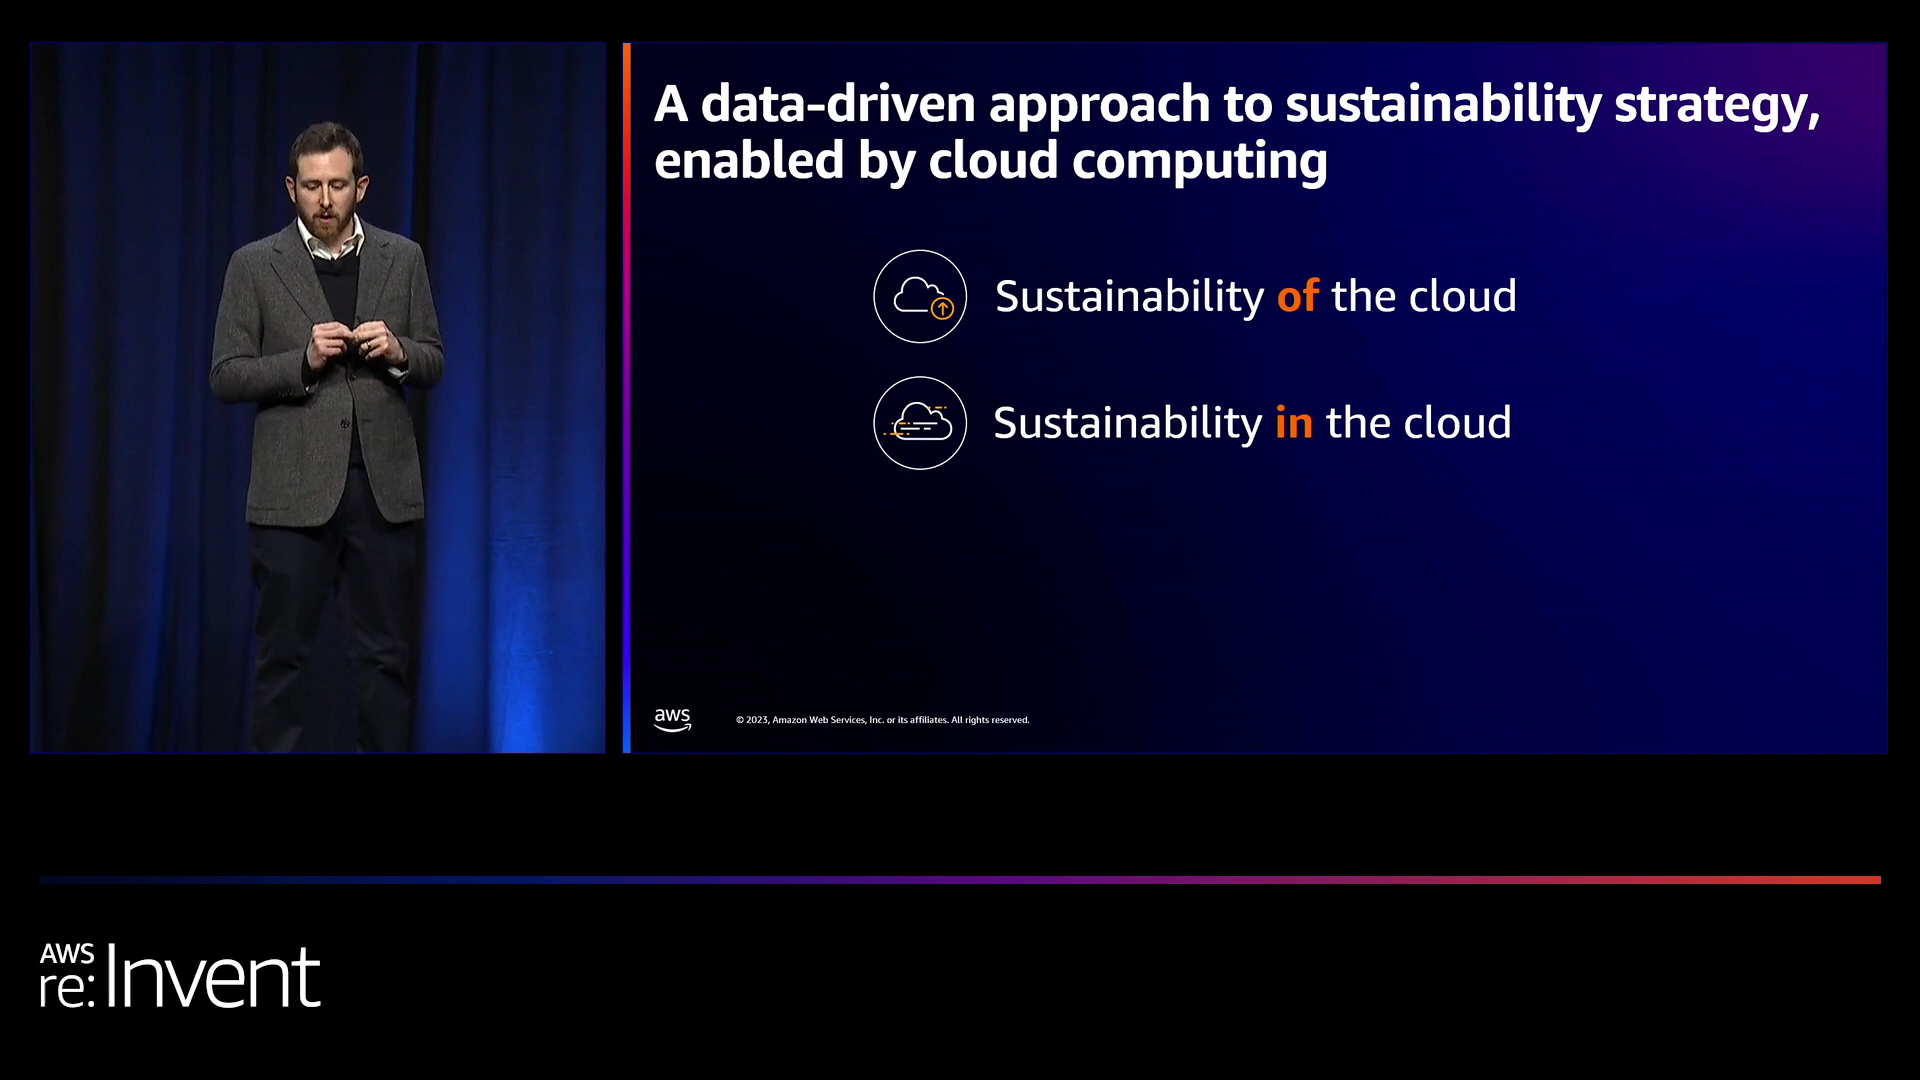 A data-driven approach to sustainability strategy,
enabled by cloud computing
Sustainability of the cloud
Sustainability in the cloud
aws
© 2023, Amazon Web Services, Inc. or its affiliates. All rights reserved.
AWS
re:Invent